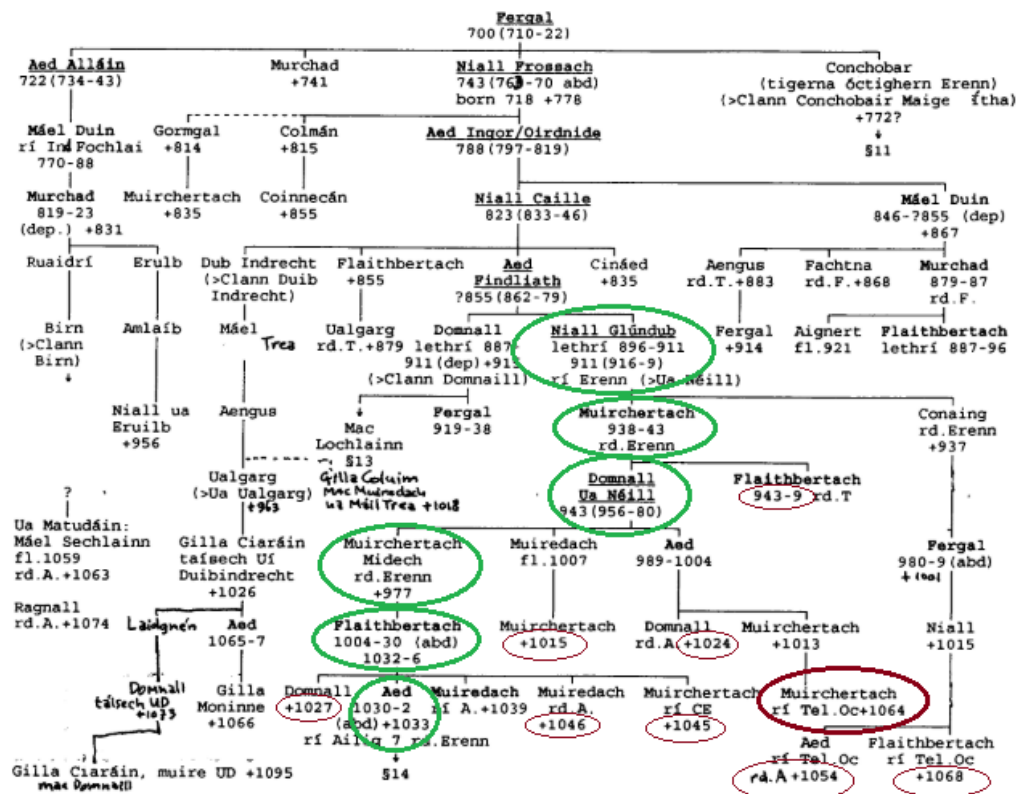 Fergal
700(710-22)
Aed Alláin
722(734-43)
Murchad
+741
Niall Frossach
743(763-70 abd)
born 718 +778
Conchobar
(tigerna óctighern Erenn)
(>Clann Conchobair Maige Ítha)
+772?
§11
Máel Duin
rí Ind Fochlai
770-88
Gormgal
+814
Colmán
+815
Aed Ingor/Oirdnide
788(797-819)
Murchad
819-23
(dep.) +831
Muirchertach
+835
Coinnecán
+855
Niall Caille
823(833-46)
Máel Duin
846-?855 (dep)
+867
Ruaidrí
Erulb
Dub Indrecht
(>Clann Duib
Indrecht)
Flaithbertach
+855
Aed
Findliath
?855(862-79)
Cináed
+835
Aengus
rd.T.+883
Fachtna
rd.F.+868
Murchad
879-87
rd.F.
Birn
(>Clann
Birn)
Amlaíb
Máel
Trea
Ualgarg
rd.T.+879
Domnall
lethrí 887-
911(dep)+915
(>Clann Domnaill)
Niall Glúndub
lethrí 896-911
911(916-9)
rí Erenn (>Ua Néill)
Fergal
+914
Aignert
fl.921
Flaithbertach
lethrí 887-96
Niall ua
Eruilb
+956
Aengus
Mac
Lochlainn
§13
Fergal
919-38
Muirchertach
938-43
rd.Erenn
Conaing
rd.Erenn
+937
Ualgarg
(>Ua Ualgarg)
+963
Gilla Coluim
mac Muiredach
ua Máil Trea +1018
Domnall
Ua Néill
943(956-80)
Flaithbertach
943-9 rd.T
?
Ua Matudáin:
Máel Sechlainn
fl.1059
rd.A.+1063
Gilla Ciaráin
taísech Uí
Duibindrecht
+1026
Muirchertach
Midech
rd.Erenn
+977
Muiredach
fl.1007
Aed
989-1004
Fergal
980-9(abd)
+1001
Ragnall
rd.A.+1074
Laidgnén
Aed
1065-7
Flaithbertach
1004-30 (abd)
1032-6
Muirchertach
+1015
Domnall
rd.A.+1024
Muirchertach
+1013
Niall
+1015
Domnall
taísech UD
+1073
Gilla
Moninne
+1066
Domnall
+1027
Aed
1030-2
(abd)+1033
rí Ailig 7 rd.Erenn
§14
Muiredach
rí A.+1039
Muiredach
rd.A.
+1046
Muirchertach
rí CE
+1045
Muirchertach
rí Tel.Oc+1064
Aed
rí Tel.Oc
rd.A +1054
Flaithbertach
rí Tel.Oc
+1068
Gilla Ciaráin, muire UD +1095
mac Domnaill